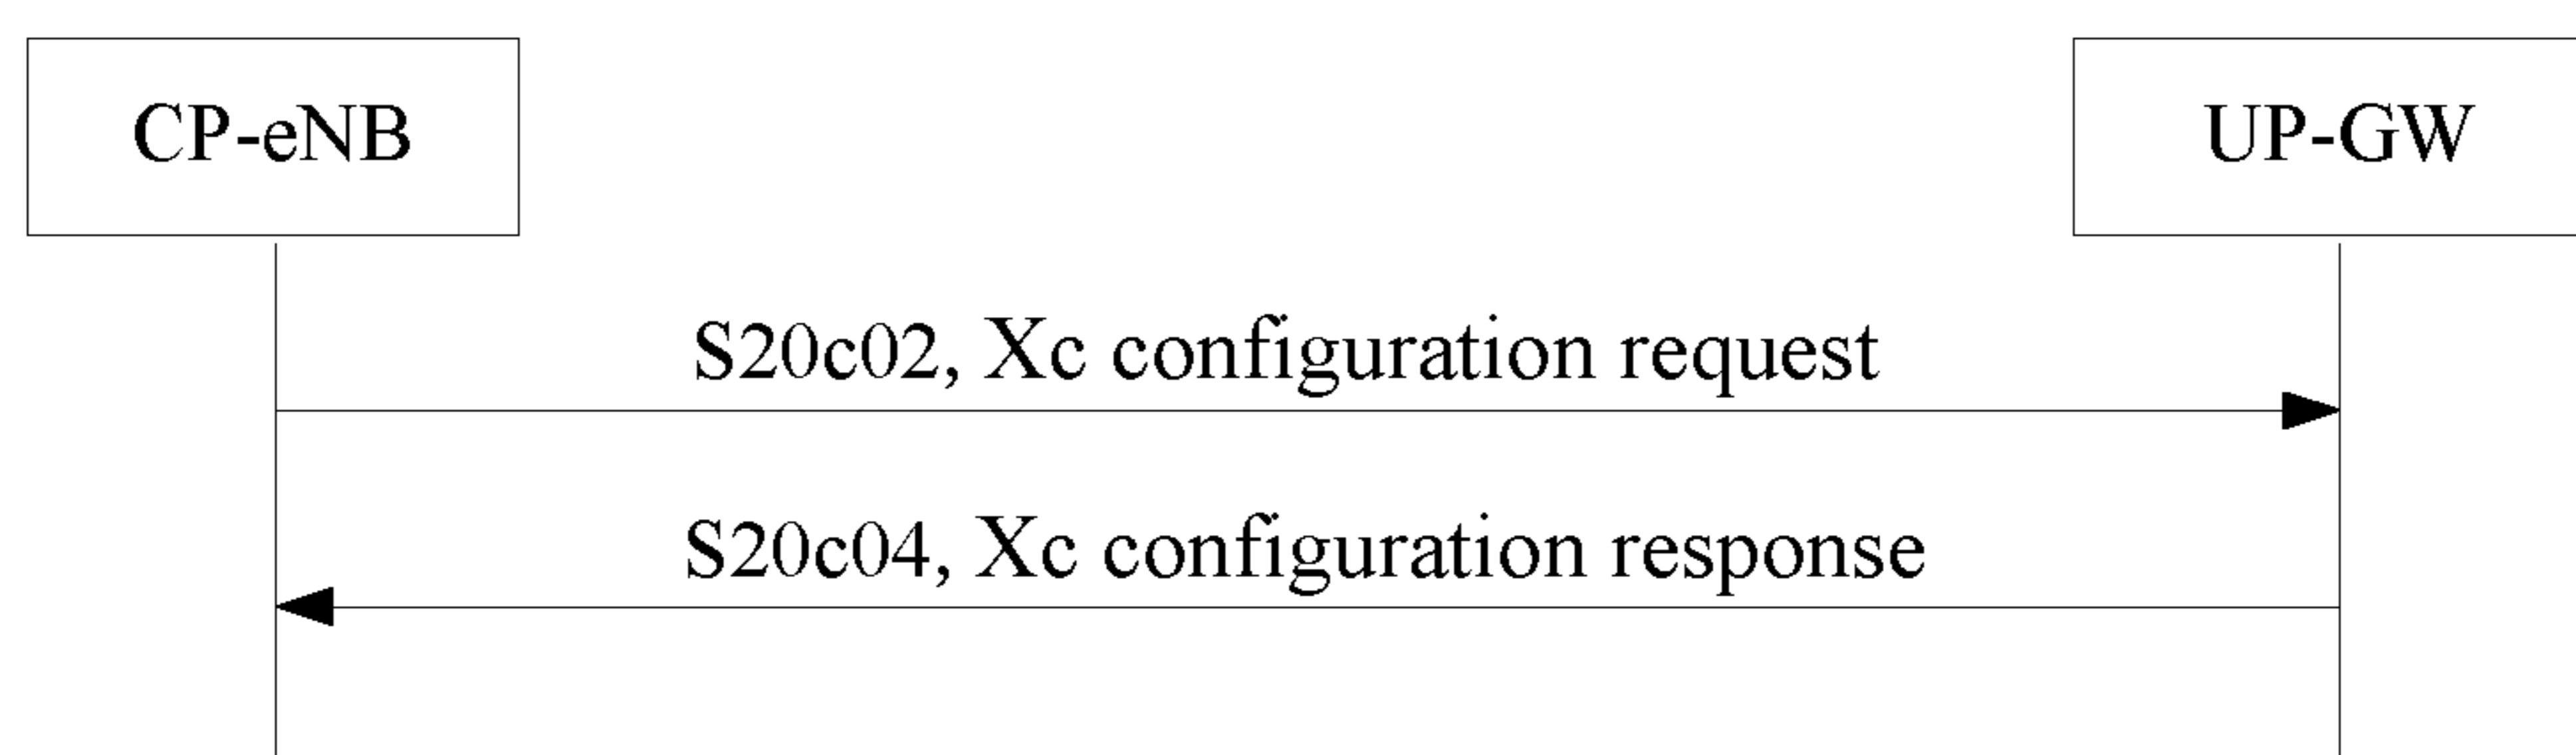 CP-eNB
UP-GW
S20c02, Xc configuration request
S20c04, Xc configuration response